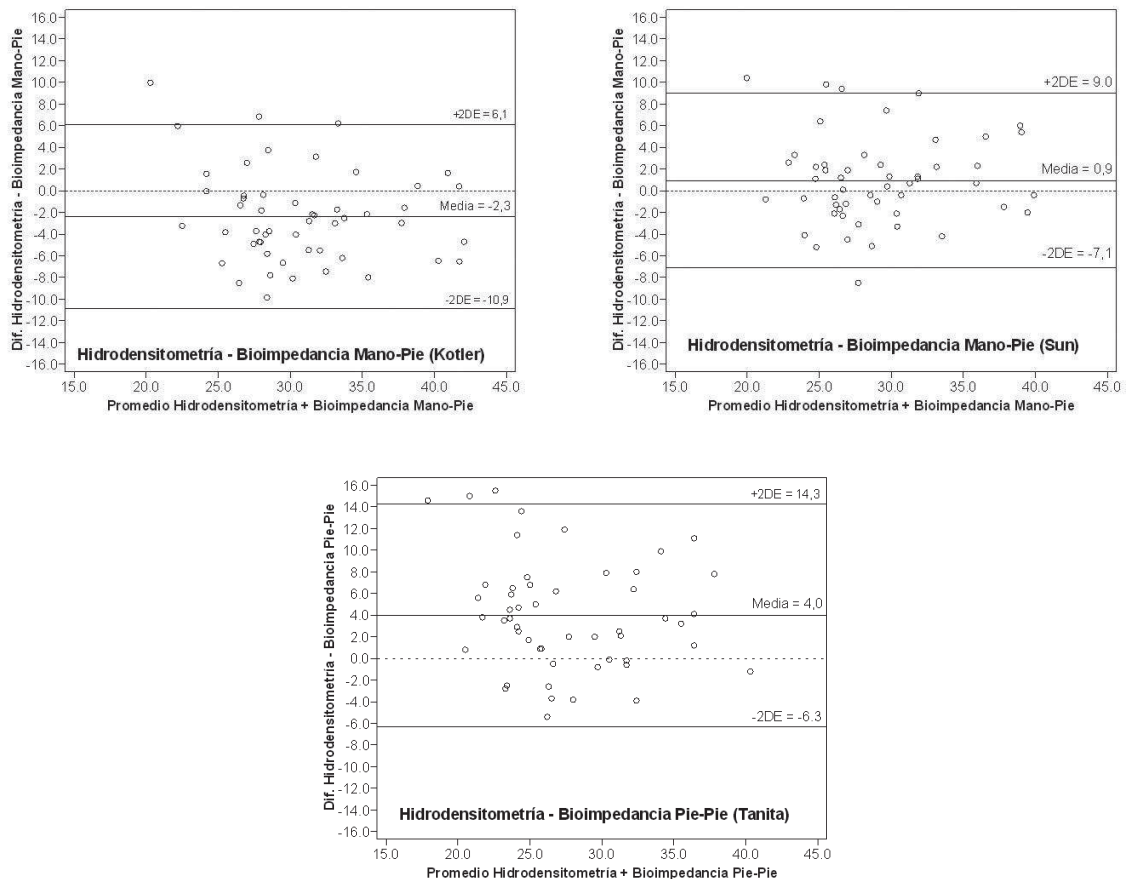 16.0
14.0
12.0
10.0
8.0
6.0
4.0
2.0
0.0
-2.0
-4.0
-6.0
-8.0
-10.0
-12.0
-14.0
-16.0
Dif. Hidrodensitometría - Bioimpedancia Mano-Pie
+2DE = 6,1
Media = -2,3
-2DE = -10,9
Hidrodensitometría - Bioimpedancia Mano-Pie (Kotler)
15.0 20.0 25.0 30.0 35.0 40.0 45.0
Promedio Hidrodensitometría + Bioimpedancia Mano-Pie
16.0
14.0
12.0
10.0
8.0
6.0
4.0
2.0
0.0
-2.0
-4.0
-6.0
-8.0
-10.0
-12.0
-14.0
-16.0
Dif. Hidrodensitometría - Bioimpedancia Mano-Pie
+2DE = 9.0
Media = 0,9
-2DE = -7,1
Hidrodensitometría - Bioimpedancia Mano-Pie (Sun)
15.0 20.0 25.0 30.0 35.0 40.0 45.0
Promedio Hidrodensitometría + Bioimpedancia Mano-Pie
16.0
14.0
12.0
10.0
8.0
6.0
4.0
2.0
0.0
-2.0
-4.0
-6.0
-8.0
-10.0
-12.0
-14.0
-16.0
Dif. Hidrodensitometría - Bioimpedancia Pie-Pie
+2DE = 14,3
Media = 4,0
-2DE = -6.3
Hidrodensitometría - Bioimpedancia Pie-Pie (Tanita)
15.0 20.0 25.0 30.0 35.0 40.0 45.0
Promedio Hidrodensitometría + Bioimpedancia Pie-Pie